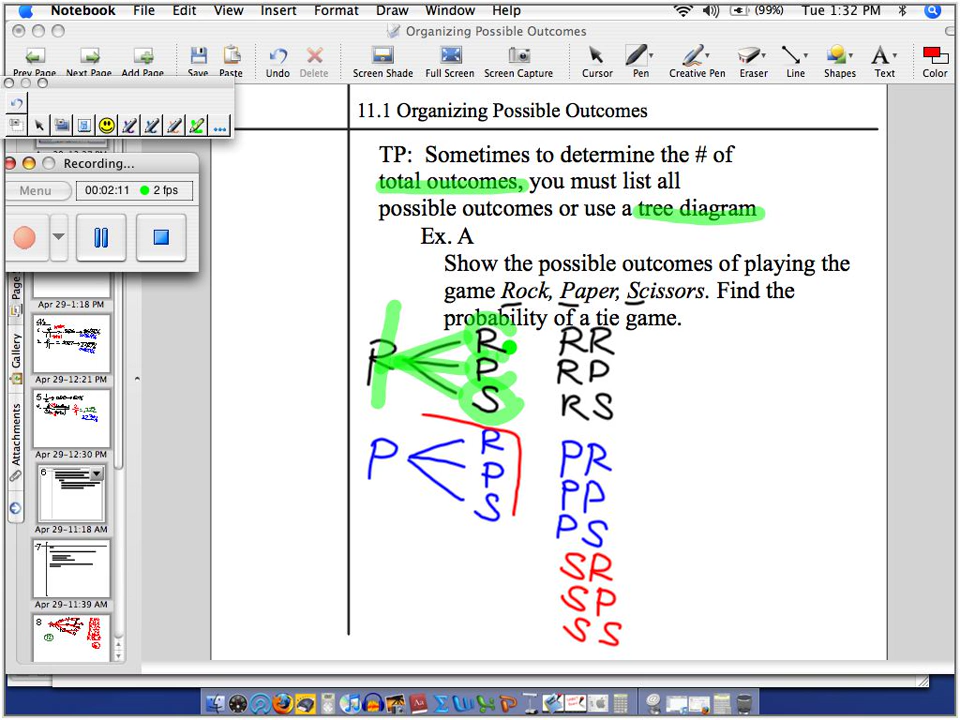 Notebook File Edit View Insert Format Draw Window Help (99%) Tue 1:32 PM
Organizing Possible Outcomes
Prev Page Next Page Add Page Save Paste Undo Delete Screen Shade Full Screen Screen Capture Cursor Pen Creative Pen Eraser Line Shapes Text Color
Recording...
Menu 00:02:11 2 fps
Page
Gallery
Attachments
Apr 29-1:18 PM
Apr 29-12:21 PM
Apr 29-12:30 PM
6
Apr 29-11:18 AM
7
Apr 29-11:39 AM
8
11.1 Organizing Possible Outcomes
TP: Sometimes to determine the # of
total outcomes, you must list all
possible outcomes or use a tree diagram
Ex. A
Show the possible outcomes of playing the
game Rock, Paper, Scissors. Find the
probability of a tie game.
R R RR
P RP
S RS
P R PR
P PP
S PS
SR
SP
SS